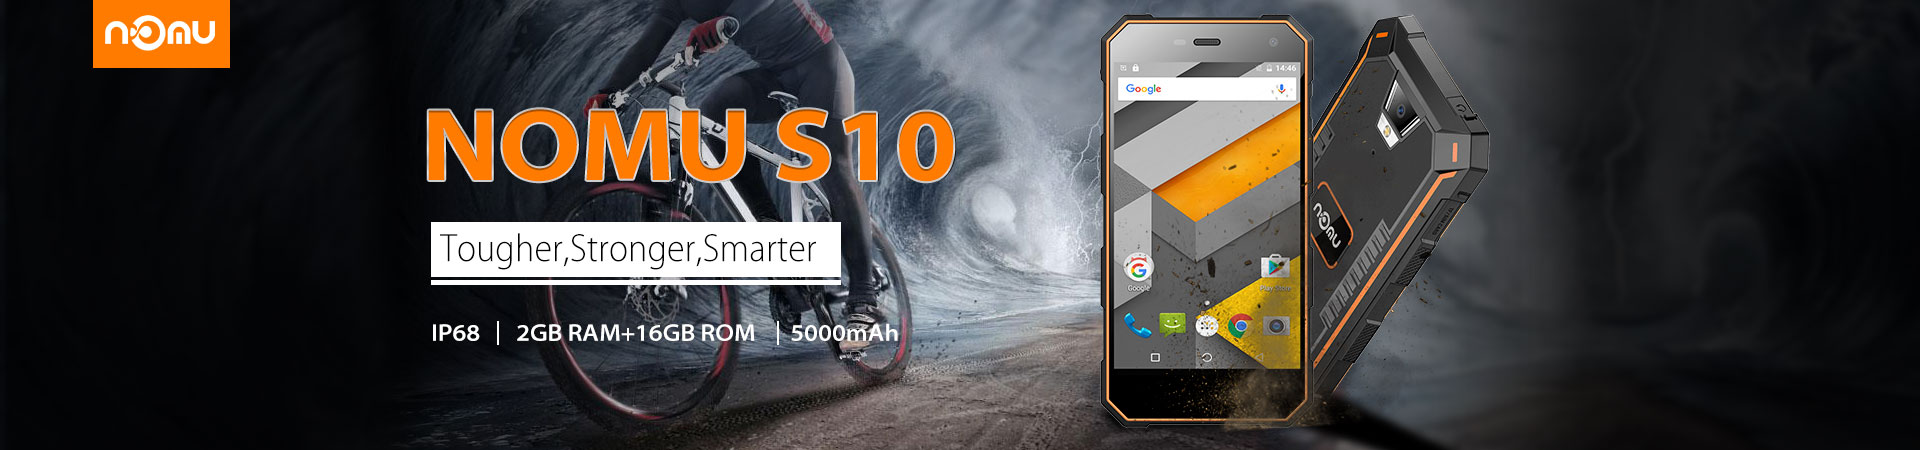 nomu
NOMU S10
Tougher,Stronger,Smarter
IP68 | 2GB RAM+16GB ROM | 5000mAh
14:46
Google
Google
Play Store
nomu